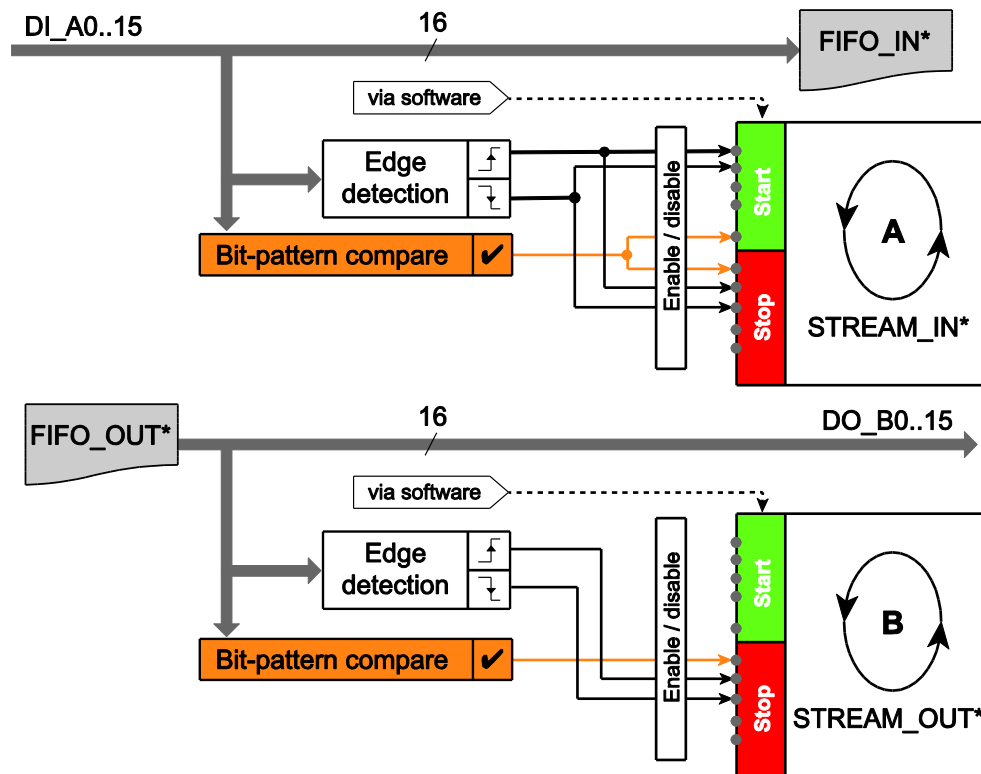 DI_A0..15
16
FIFO_IN*
via software
Edge
detection
Bit-pattern compare ✔
Enable / disable
Start
Stop
A
STREAM_IN*
FIFO_OUT*
16
DO_B0..15
via software
Edge
detection
Bit-pattern compare ✔
Enable / disable
Start
Stop
B
STREAM_OUT*